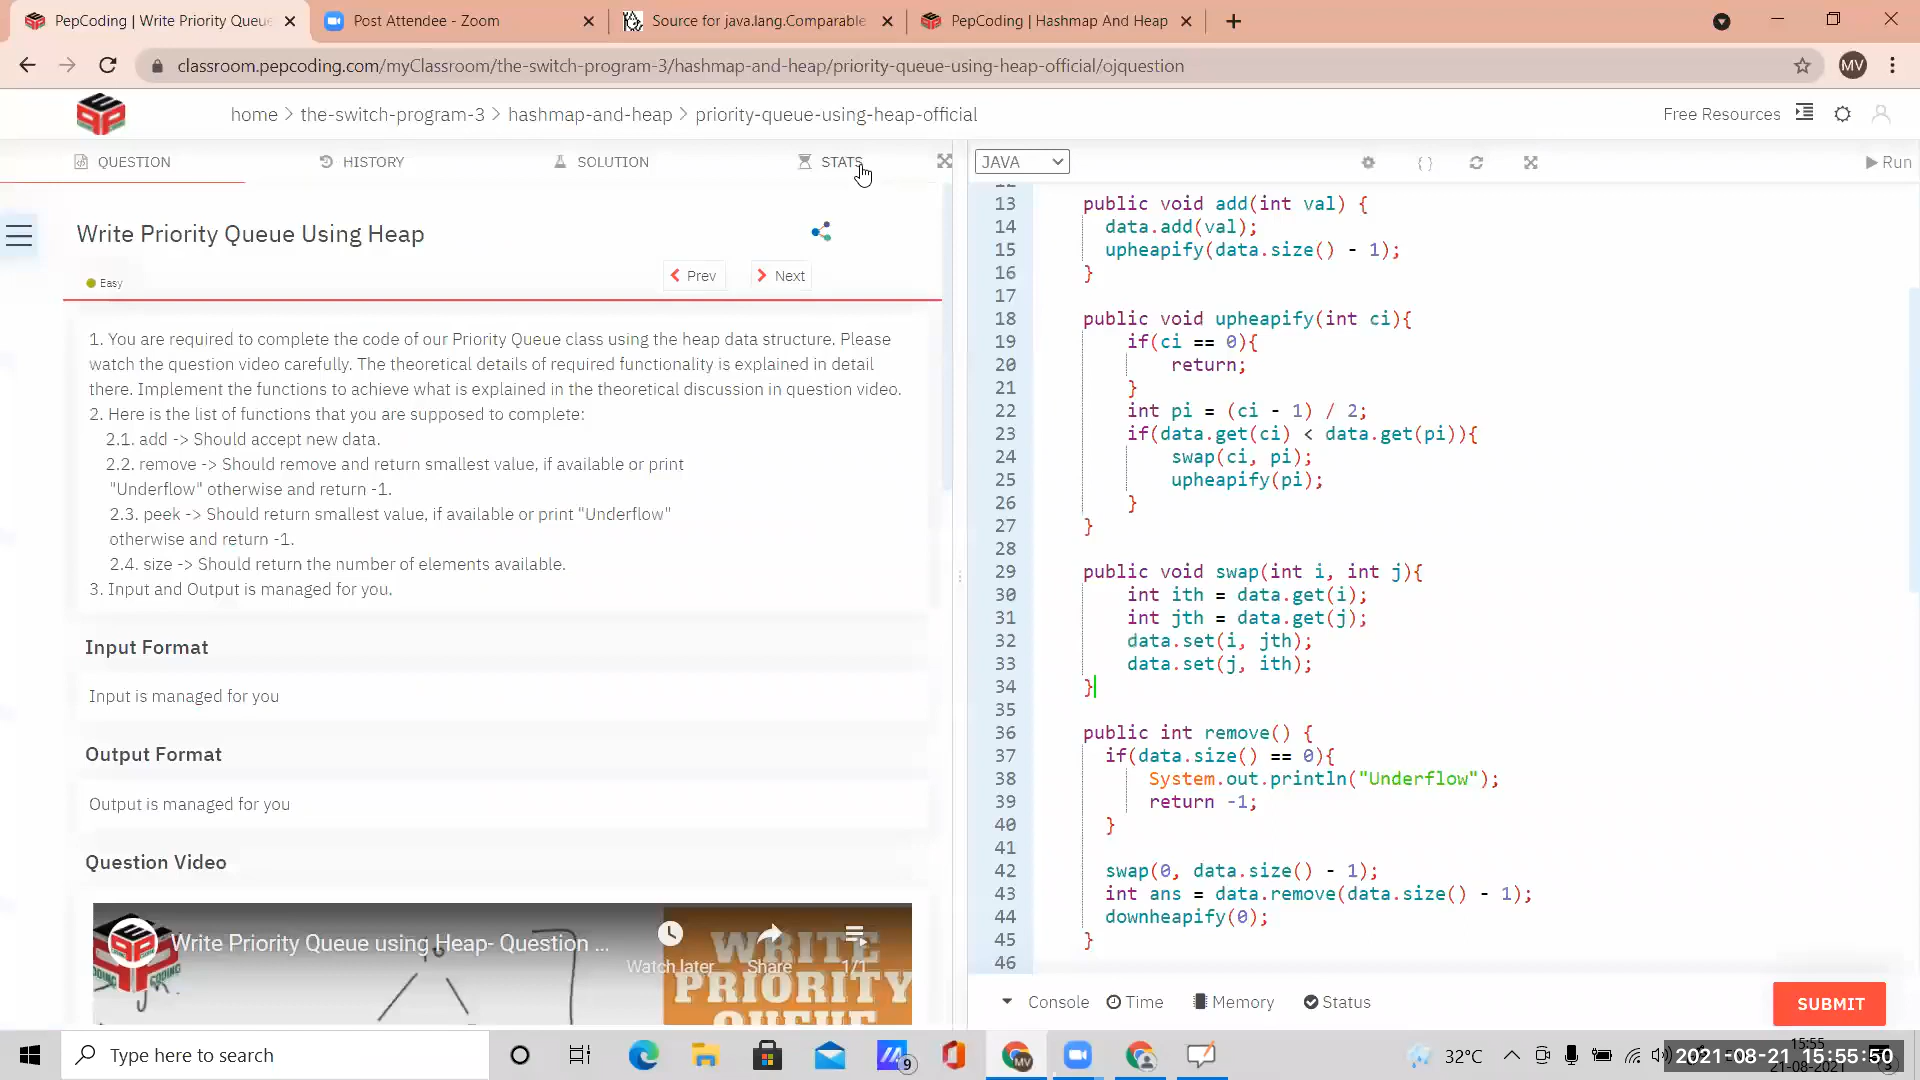 PepCoding | Write Priority Queue
Post Attendee - Zoom
Source for java.lang.Comparable
PepCoding | Hashmap And Heap
classroom.pepcoding.com/myClassroom/the-switch-program-3/hashmap-and-heap/priority-queue-using-heap-official/ojquestion
MV
home > the-switch-program-3 > hashmap-and-heap > priority-queue-using-heap-official
Free Resources
QUESTION HISTORY SOLUTION STATS
JAVA
Run
Write Priority Queue Using Heap
Easy
Prev
Next
1. You are required to complete the code of our Priority Queue class using the heap data structure. Please
watch the question video carefully. The theoretical details of required functionality is explained in detail
there. Implement the functions to achieve what is explained in the theoretical discussion in question video.
2. Here is the list of functions that you are supposed to complete:
2.1. add -> Should accept new data.
2.2. remove -> Should remove and return smallest value, if available or print
"Underflow" otherwise and return -1.
2.3. peek -> Should return smallest value, if available or print "Underflow"
otherwise and return -1.
2.4. size -> Should return the number of elements available.
3. Input and Output is managed for you.
Input Format
Input is managed for you
Output Format
Output is managed for you
Question Video
Write Priority Queue using Heap- Question ...
Watch later
Share
1/1
WRITE
PRIORITY
QUEUE
12
13 public void add(int val) {
14 data.add(val);
15 upheapify(data.size() - 1);
16 }
17
18 public void upheapify(int ci){
19 if(ci == 0){
20 return;
21 }
22 int pi = (ci - 1) / 2;
23 if(data.get(ci) < data.get(pi)){
24 swap(ci, pi);
25 upheapify(pi);
26 }
27 }
28
29 public void swap(int i, int j){
30 int ith = data.get(i);
31 int jth = data.get(j);
32 data.set(i, jth);
33 data.set(j, ith);
34 }
35
36 public int remove() {
37 if(data.size() == 0){
38 System.out.println("Underflow");
39 return -1;
40 }
41
42 swap(0, data.size() - 1);
43 int ans = data.remove(data.size() - 1);
44 downheapify(0);
45 }
46
Console Time Memory Status
SUBMIT
Type here to search
9
32°C
15:55
2021-08-21 15:55:50